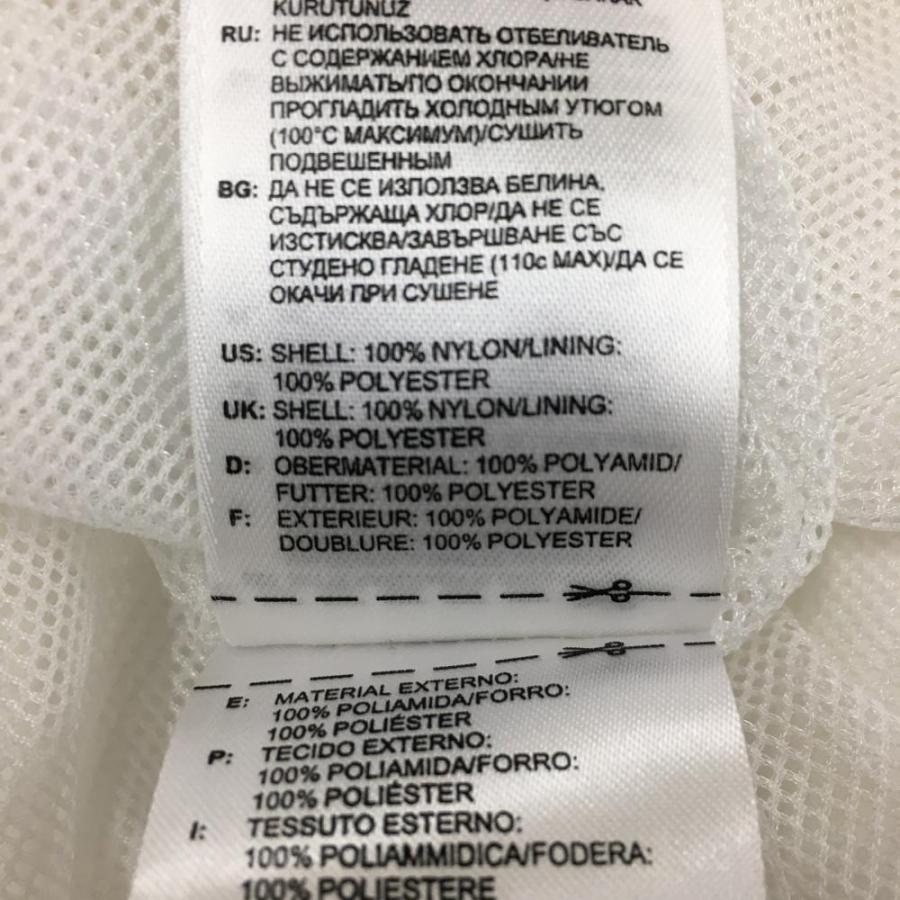 KURUTUNUZ
RU: НЕ ИСПОЛЬЗОВАТЬ ОТБЕЛИВАТЕЛЬ
С СОДЕРЖАНИЕМ ХЛОРА/НЕ
ВЫЖИМАТЬ/ПО ОКОНЧАНИИ
ПРОГЛАДИТЬ ХОЛОДНЫМ УТЮГОМ
(100°C МАКСИМУМ)/СУШИТЬ
ПОДВЕШЕННЫМ
BG: ДА НЕ СЕ ИЗПОЛЗВА БЕЛИНА,
СЪДЪРЖАЩА ХЛОР/ДА НЕ СЕ
ИЗСТИСКВА/ЗАВЪРШВАНЕ СЪС
СТУДЕНО ГЛАДЕНЕ (110c MAX)/ДА СЕ
ОКАЧИ ПРИ СУШЕНЕ
US: SHELL: 100% NYLON/LINING:
100% POLYESTER
UK: SHELL: 100% NYLON/LINING:
100% POLYESTER
D: OBERMATERIAL: 100% POLYAMID/
FUTTER: 100% POLYESTER
F: EXTERIEUR: 100% POLYAMIDE/
DOUBLURE: 100% POLYESTER
E: MATERIAL EXTERNO:
100% POLIAMIDA/FORRO:
100% POLIÉSTER
P: TECIDO EXTERNO:
100% POLIAMIDA/FORRO:
100% POLIÉSTER
I: TESSUTO ESTERNO:
100% POLIAMMIDICA/FODERA:
100% POLIESTERE